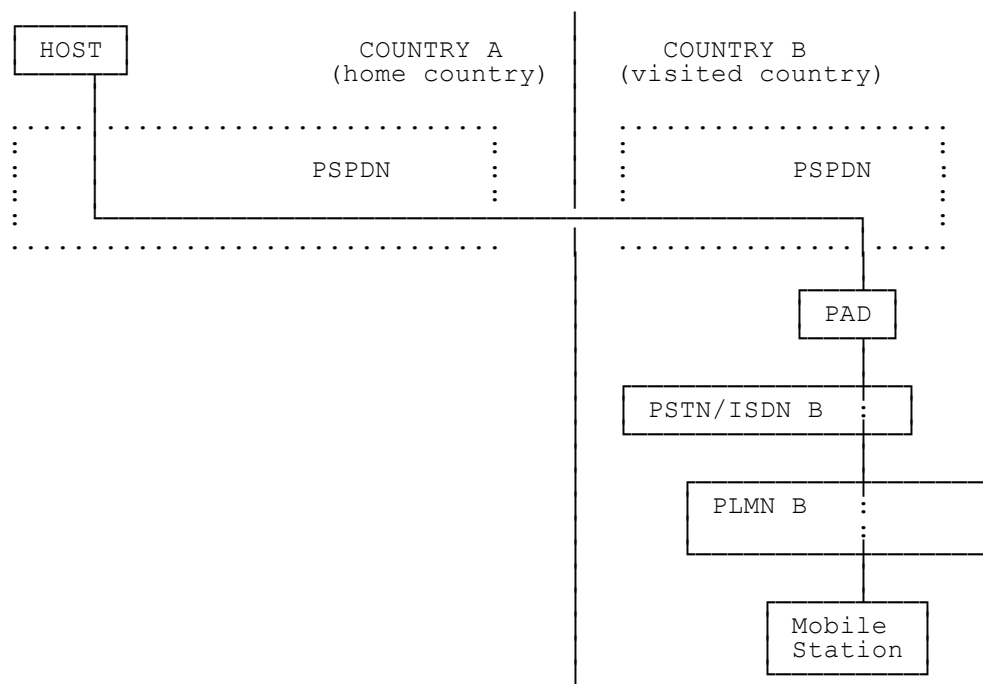 HOST
COUNTRY A
(home country)
COUNTRY B
(visited country)
PSPDN
PSPDN
PAD
PSTN/ISDN B
PLMN B
Mobile
Station